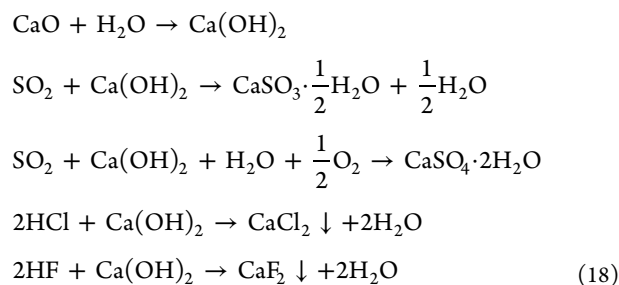 CaO + H₂O → Ca(OH)₂
SO₂ + Ca(OH)₂ → CaSO₃·1/2H₂O + 1/2H₂O
SO₂ + Ca(OH)₂ + H₂O + 1/2O₂ → CaSO₄·2H₂O
2HCl + Ca(OH)₂ → CaCl₂ ↓ +2H₂O
2HF + Ca(OH)₂ → CaF₂ ↓ +2H₂O (18)